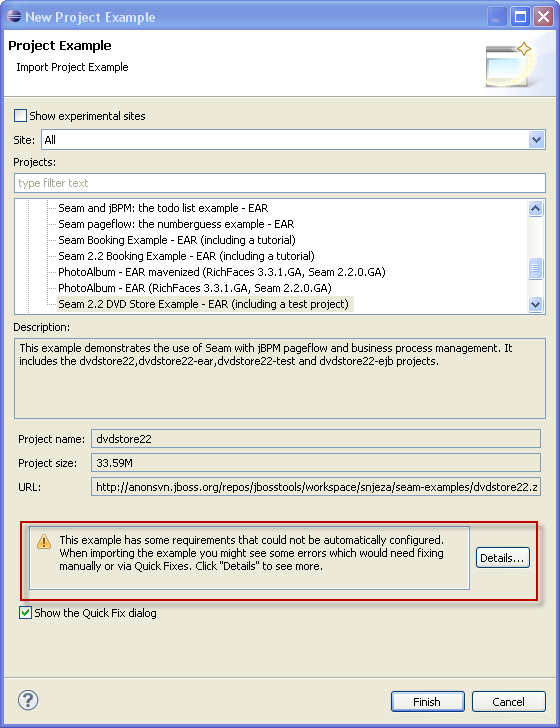 New Project Example
Project Example
Import Project Example
Show experimental sites
Site: All
Projects:
type filter text
Seam and jBPM: the todo list example - EAR
Seam pageflow: the numberguess example - EAR
Seam Booking Example - EAR (including a tutorial)
Seam 2.2 Booking Example - EAR (including a tutorial)
PhotoAlbum - EAR mavenized (RichFaces 3.3.1.GA, Seam 2.2.0.GA)
PhotoAlbum - EAR (RichFaces 3.3.1.GA, Seam 2.2.0.GA)
Seam 2.2 DVD Store Example - EAR (including a test project)
Description:
This example demonstrates the use of Seam with jBPM pageflow and business process management. It
includes the dvdstore22,dvdstore22-ear,dvdstore22-test and dvdstore22-ejb projects.
Project name: dvdstore22
Project size: 33.59M
URL: http://anonsvn.jboss.org/repos/jbosstools/workspace/snjeza/seam-examples/dvdstore22.z
This example has some requirements that could not be automatically configured.
When importing the example you might see some errors which would need fixing
manually or via Quick Fixes. Click "Details" to see more.
Details...
Show the Quick Fix dialog
? Finish Cancel